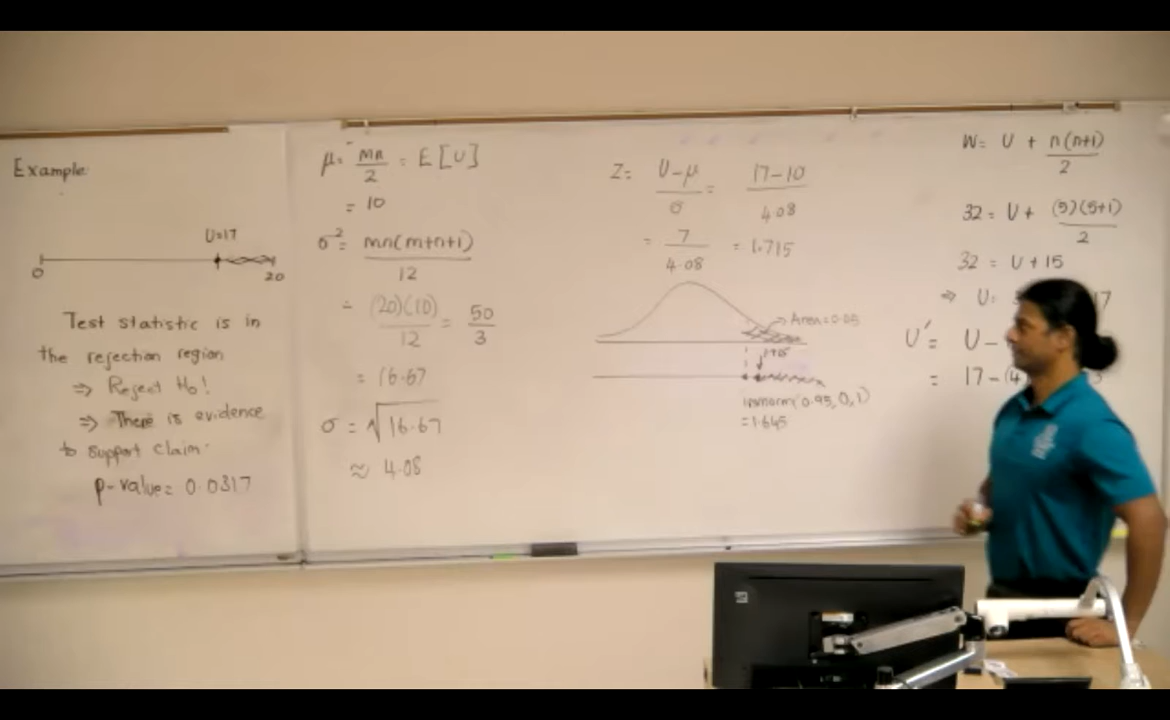 Example
U=17
0
20
Test statistic is in
the rejection region
⇒ Reject H₀!
⇒ There is evidence
to support claim.
p-value = 0.0317
μ = mn/2 = E[U]
= 10
σ² = mn(m+n+1)/12
= (20)(10)/12 = 50/3
= 16.67
σ = √16.67
≈ 4.08
Z = U-μ/σ = 17-10/4.08
= 7/4.08 = 1.715
Area = 0.05
invnorm(0.95, 0, 1)
= 1.645
W = U + n(n+1)/2
32 = U + (5)(5+1)/2
32 = U + 15
⇒ U =
17
U' = U -
= 17 - (4